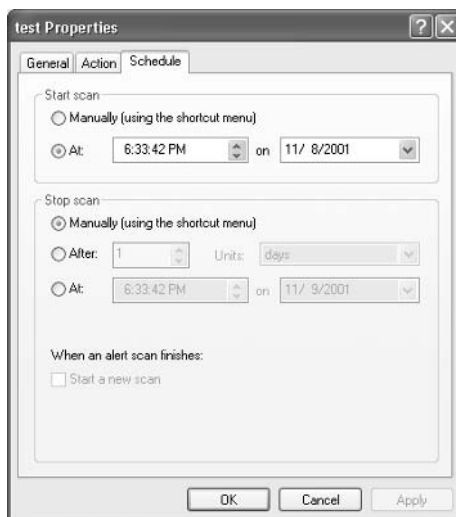 test Properties
General Action Schedule
Start scan
Manually (using the shortcut menu)
At: 6:33:42 PM on 11/ 8/2001
Stop scan
Manually (using the shortcut menu)
After: 1 Units: days
At: 6:33:42 PM on 11/ 9/2001
When an alert scan finishes:
Start a new scan
OK Cancel Apply